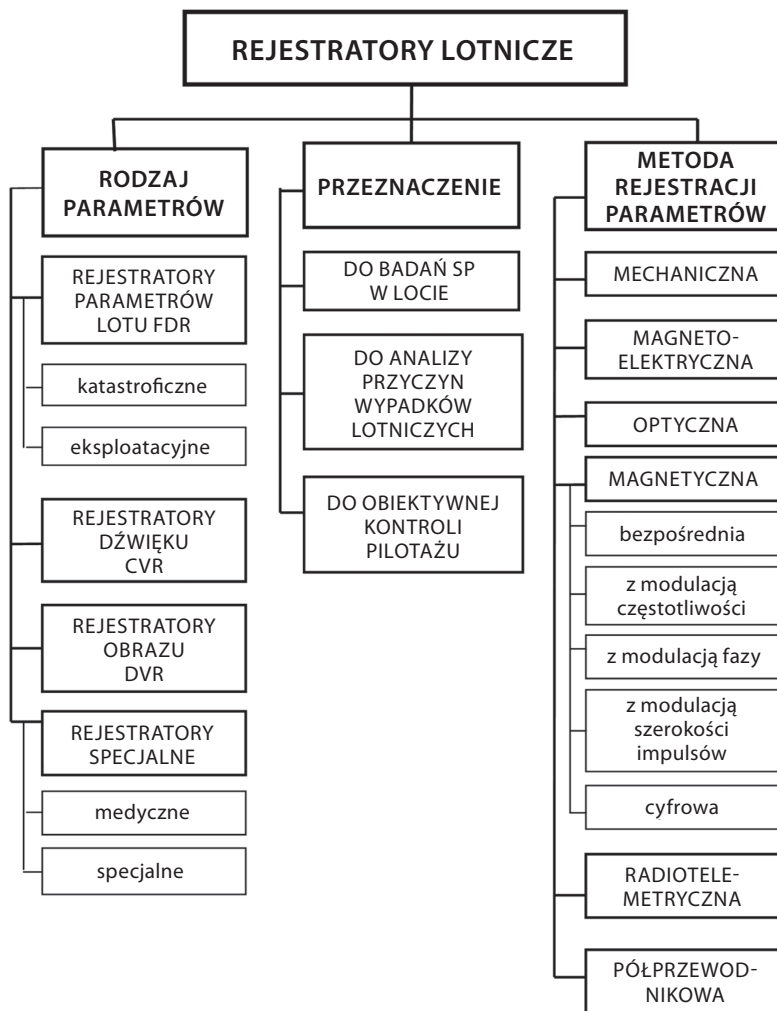 REJESTRATORY LOTNICZE
RODZAJ
PARAMETRÓW
REJESTRATORY
PARAMETRÓW
LOTU FDR
katastroficzne
eksploatacyjne
REJESTRATORY
DŹWIĘKU
CVR
REJESTRATORY
OBRAZU
DVR
REJESTRATORY
SPECJALNE
medyczne
specjalne
PRZEZNACZENIE
DO BADAŃ SP
W LOCIE
DO ANALIZY
PRZYCZYN
WYPADKÓW
LOTNICZYCH
DO OBIEKTYWNEJ
KONTROLI
PILOTAŻU
METODA
REJESTRACJI
PARAMETRÓW
MECHANICZNA
MAGNETO-
ELEKTRYCZNA
OPTYCZNA
MAGNETYCZNA
bezpośrednia
z modulacją
częstotliwości
z modulacją fazy
z modulacją
szerokości
impulsów
cyfrowa
RADIOTELE-
METRYCZNA
PÓŁPRZEWOD-
NIKOWA